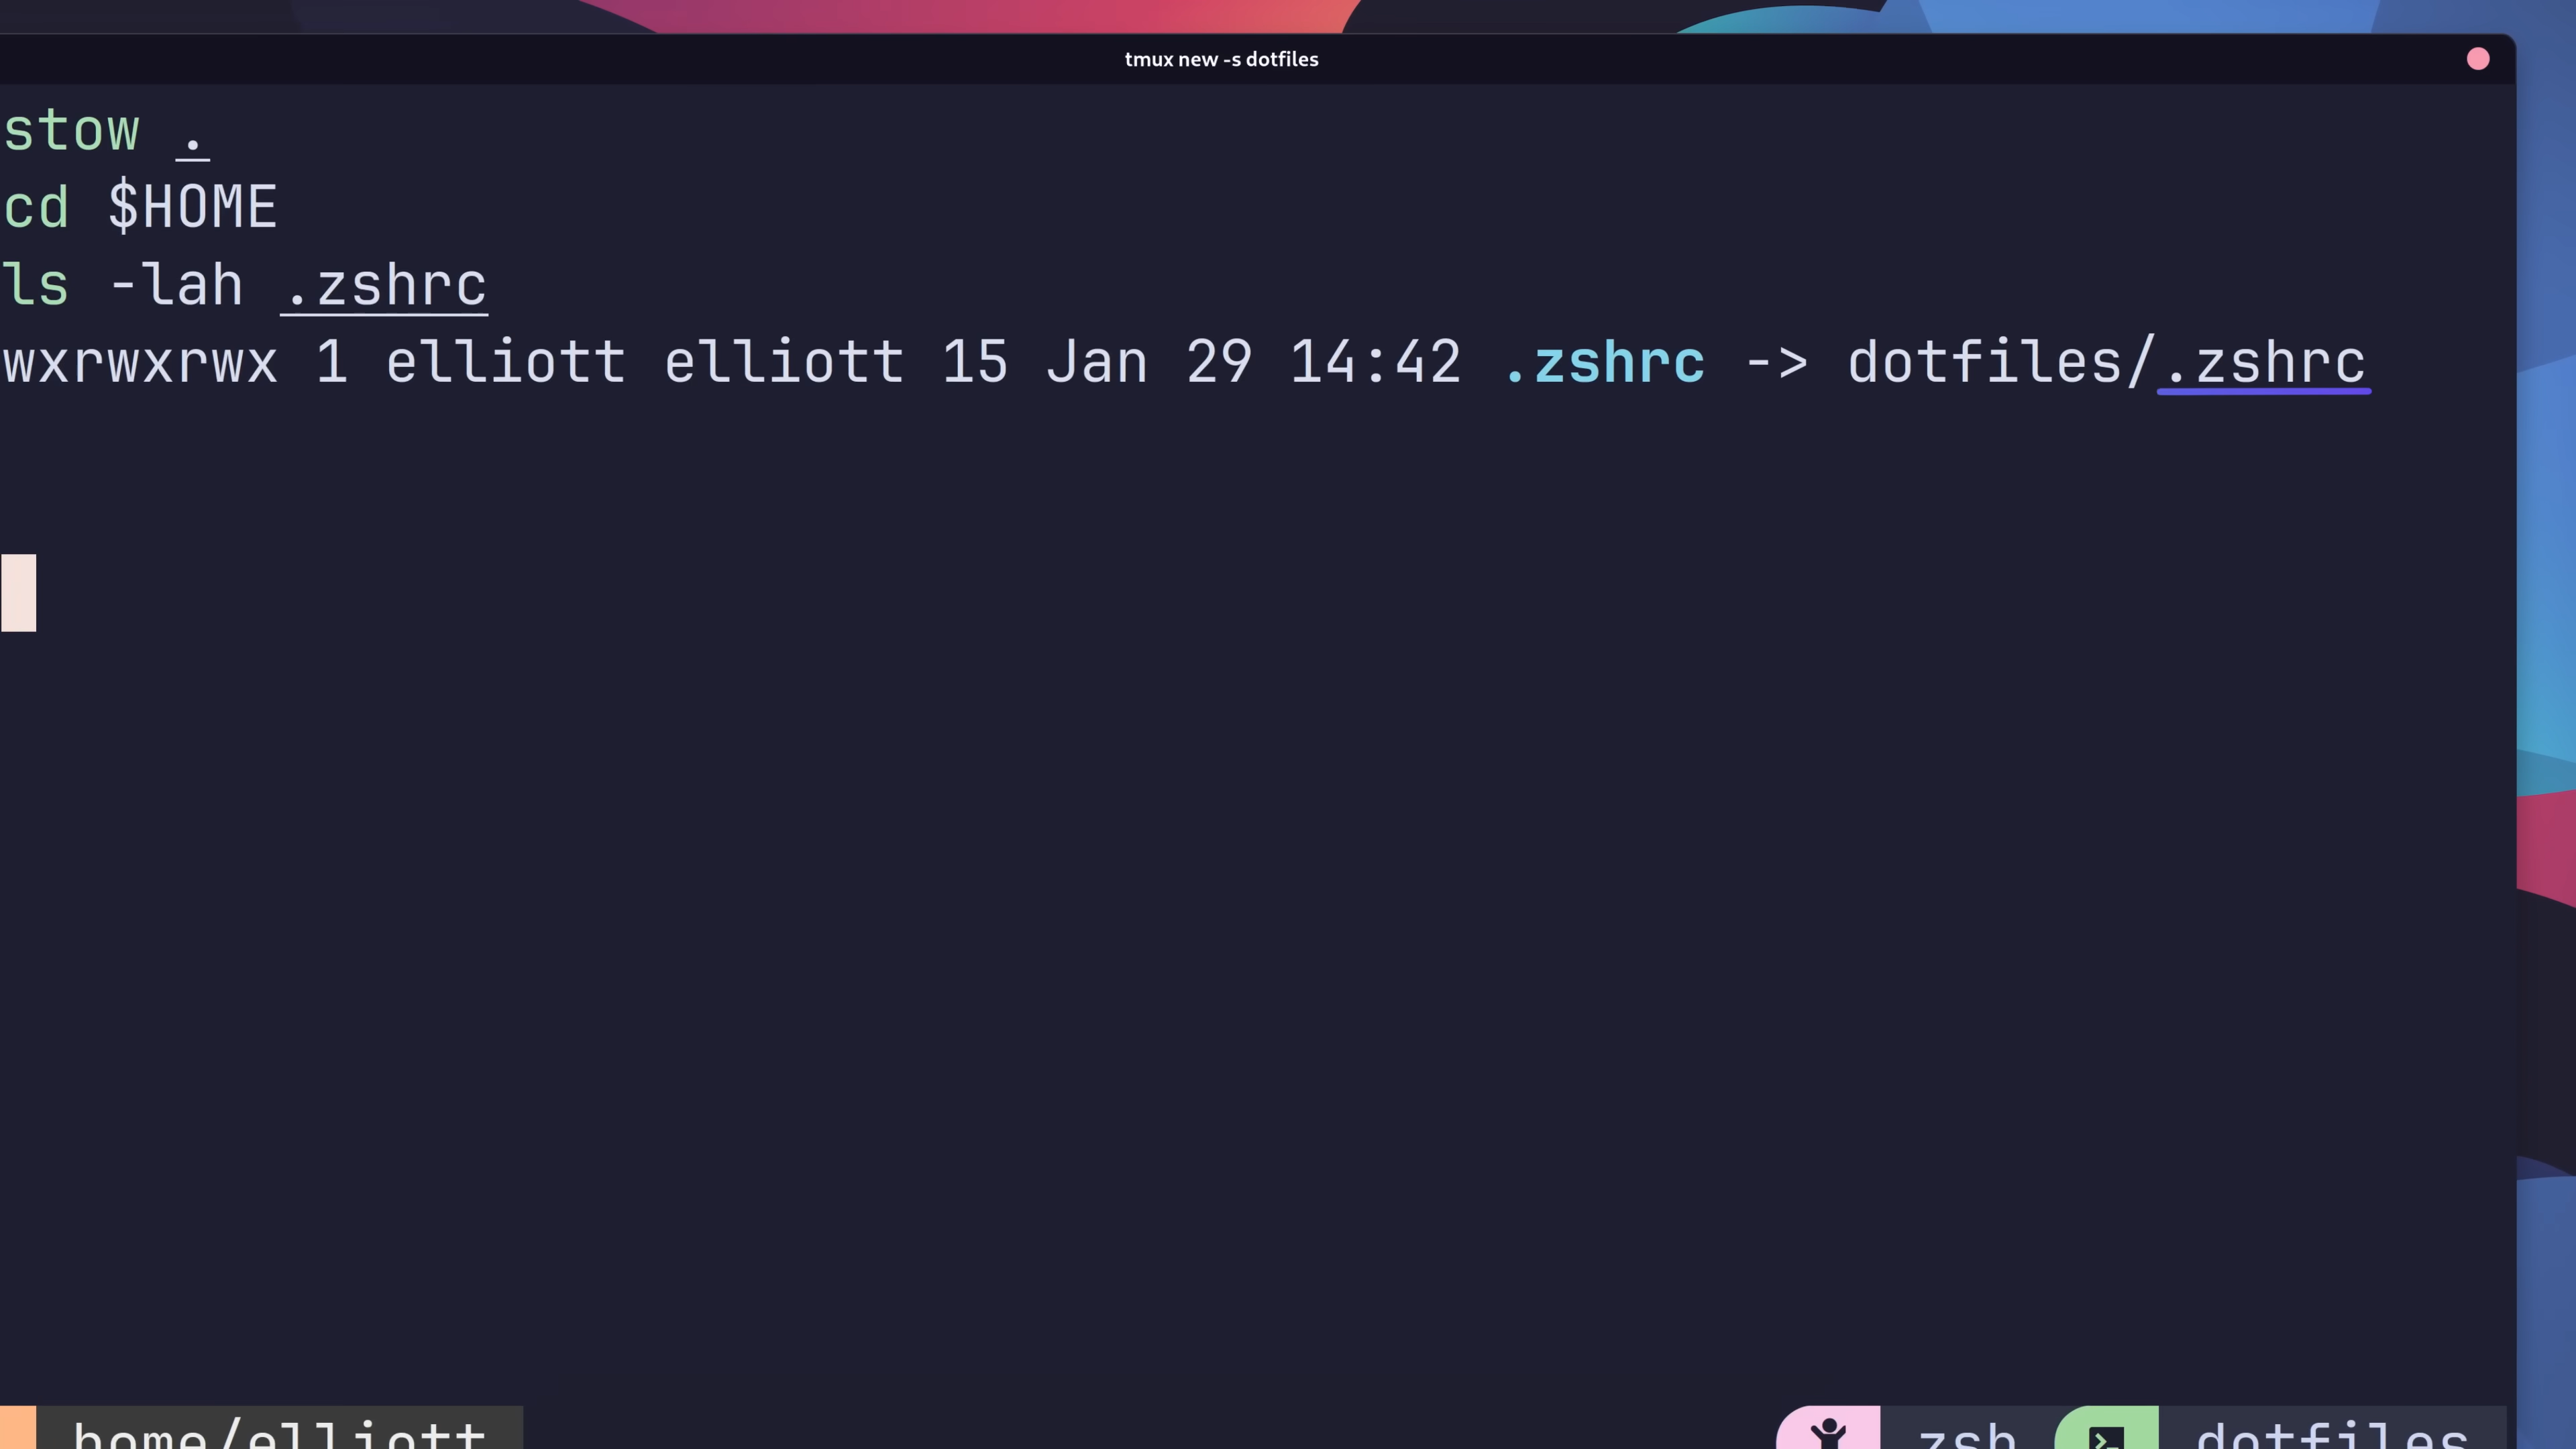 tmux new -s dotfiles
stow .
cd $HOME
ls -lah .zshrc
wxrwxrwx 1 elliott elliott 15 Jan 29 14:42 .zshrc -> dotfiles/.zshrc
home/elliott
zsh
dotfiles